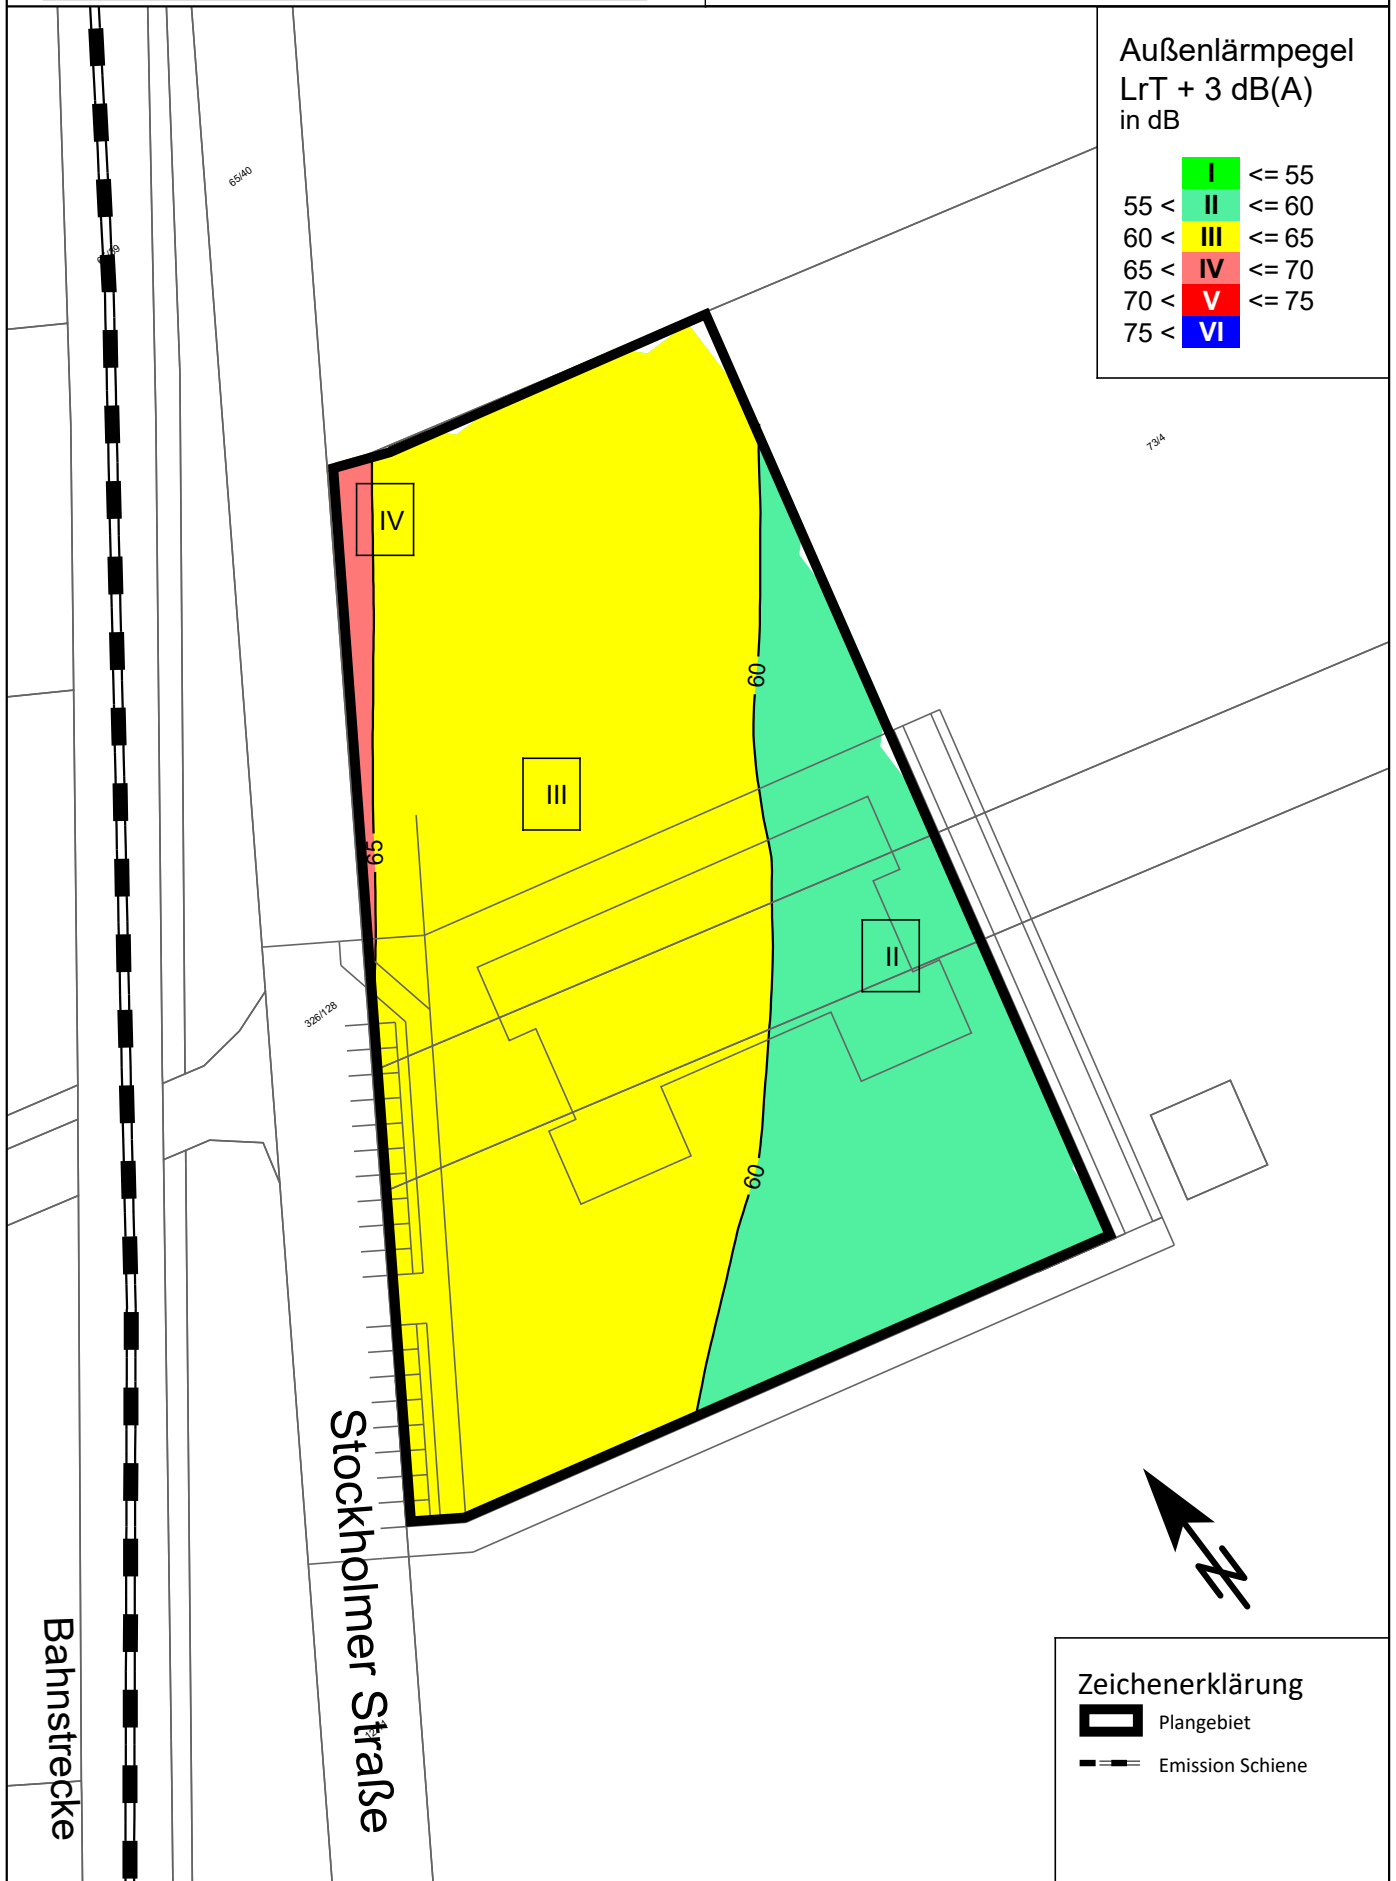 Außenlärmpegel
LrT + 3 dB(A)
in dB
I <= 55
55 < II <= 60
60 < III <= 65
65 < IV <= 70
70 < V <= 75
75 < VI
65/40
73/4
IV
60
III
65
II
326/128
60
Stockholmer Straße
Bahnstrecke
Zeichenerklärung
Plangebiet
Emission Schiene